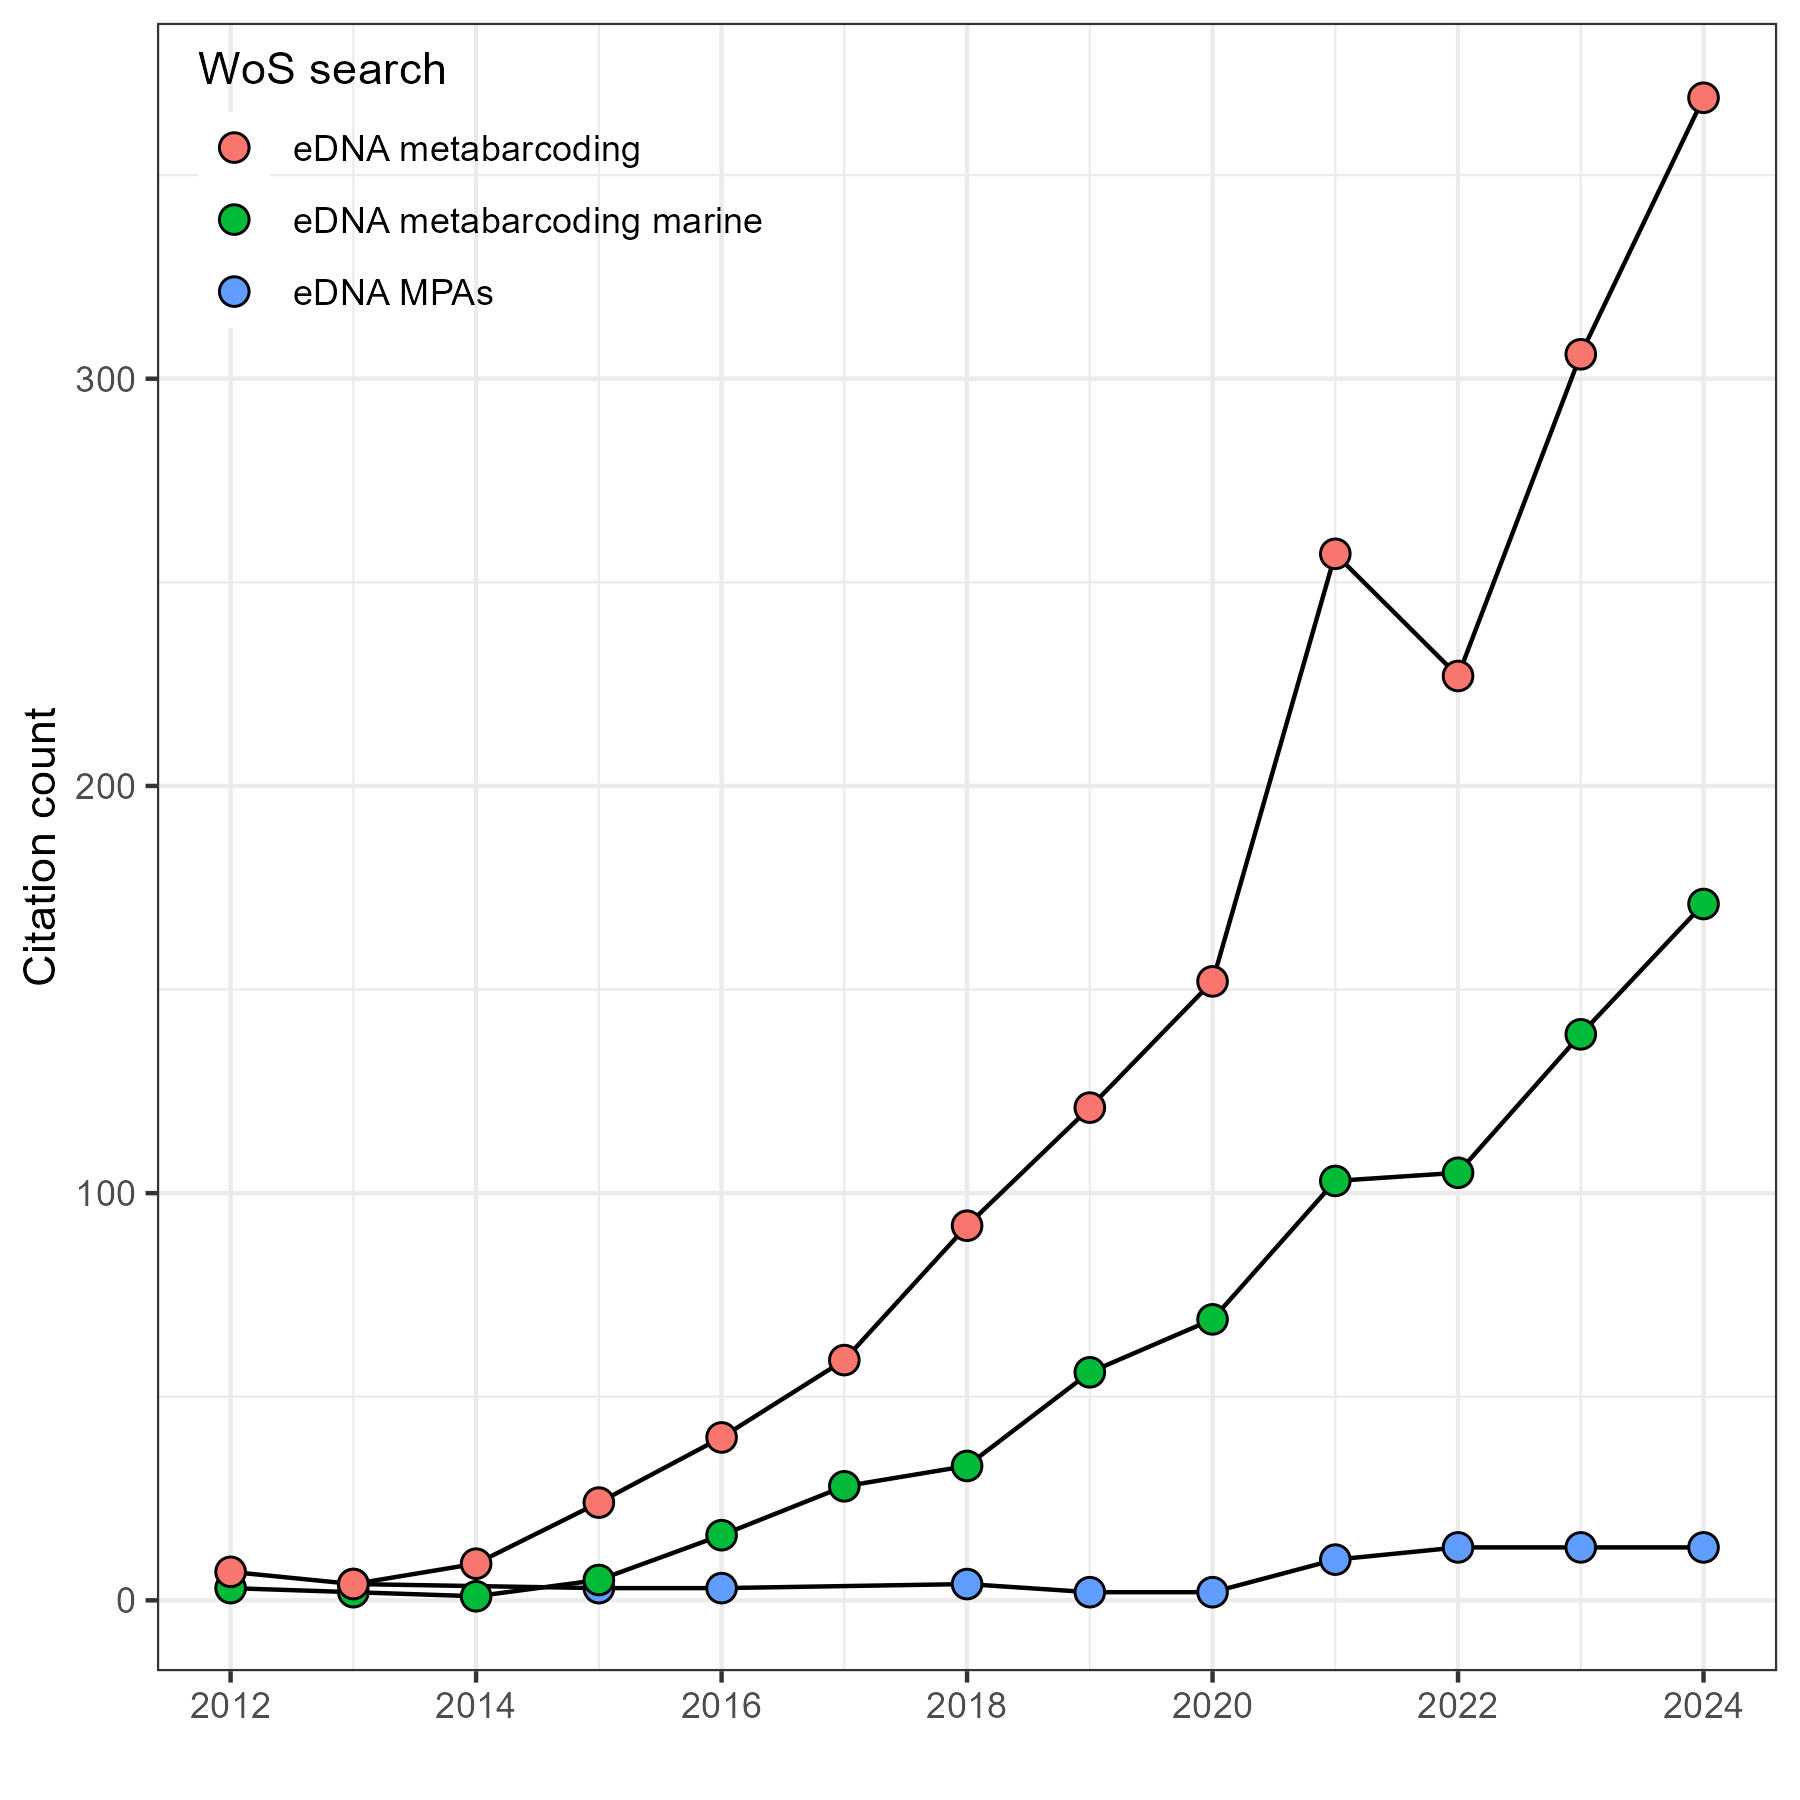 WoS search
eDNA metabarcoding
eDNA metabarcoding marine
eDNA MPAs
Citation count
300
200
100
0
2012 2014 2016 2018 2020 2022 2024